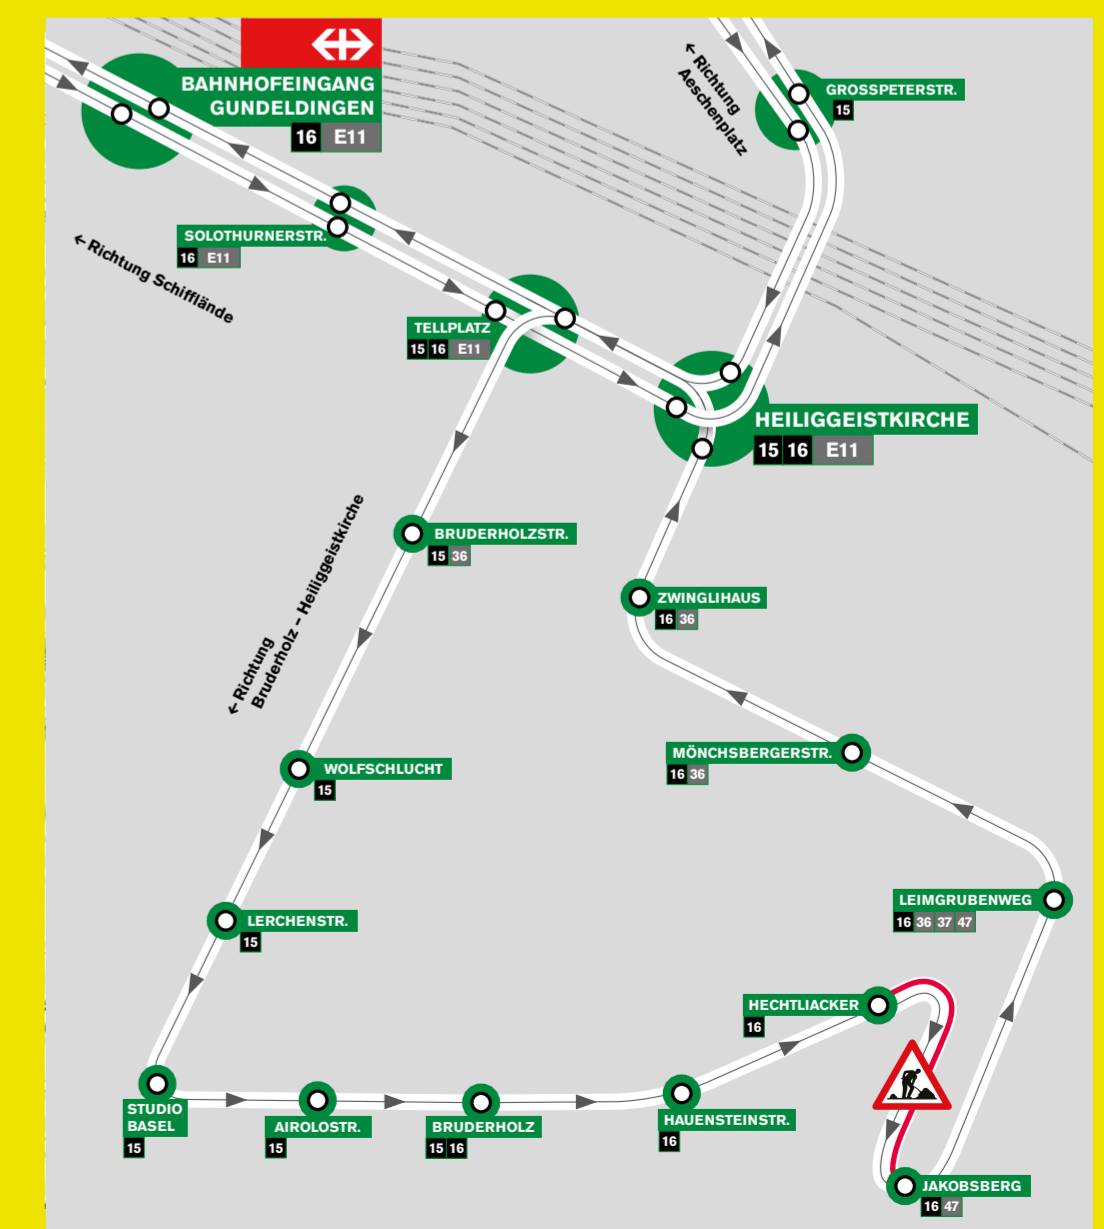 BAHNHOFEINGANG
GUNDELDINGEN
16 E11
← Richtung
Aeschenplatz
GROSSPETERSTR.
15
SOLOTHURNERSTR.
16 E11
← Richtung Schifflände
TELLPLATZ
15 16 E11
HEILIGGEISTKIRCHE
15 16 E11
BRUDERHOLZSTR.
15 36
← Richtung
Bruderholz – Heiliggeistkirche
ZWINGLIHAUS
16 36
MÖNCHSBERGERSTR.
16 36
WOLFSCHLUCHT
15
LEIMGRUBENWEG
16 36 37 47
LERCHENSTR.
15
HECHTLIACKER
16
STUDIO
BASEL
15
AIROLOSTR.
15
BRUDERHOLZ
15 16
HAUENSTEINSTR.
16
JAKOBSBERG
16 47